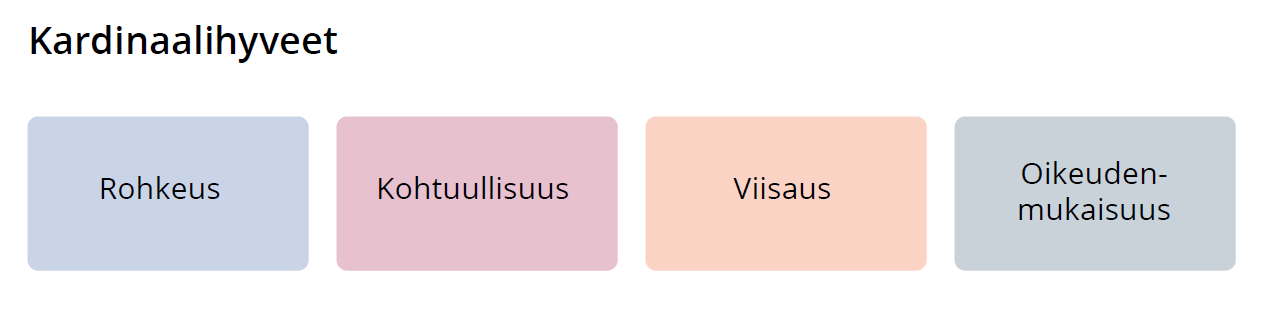 Kardinaalihyveet
Rohkeus
Kohtuullisuus
Viisaus
Oikeuden-
mukaisuus